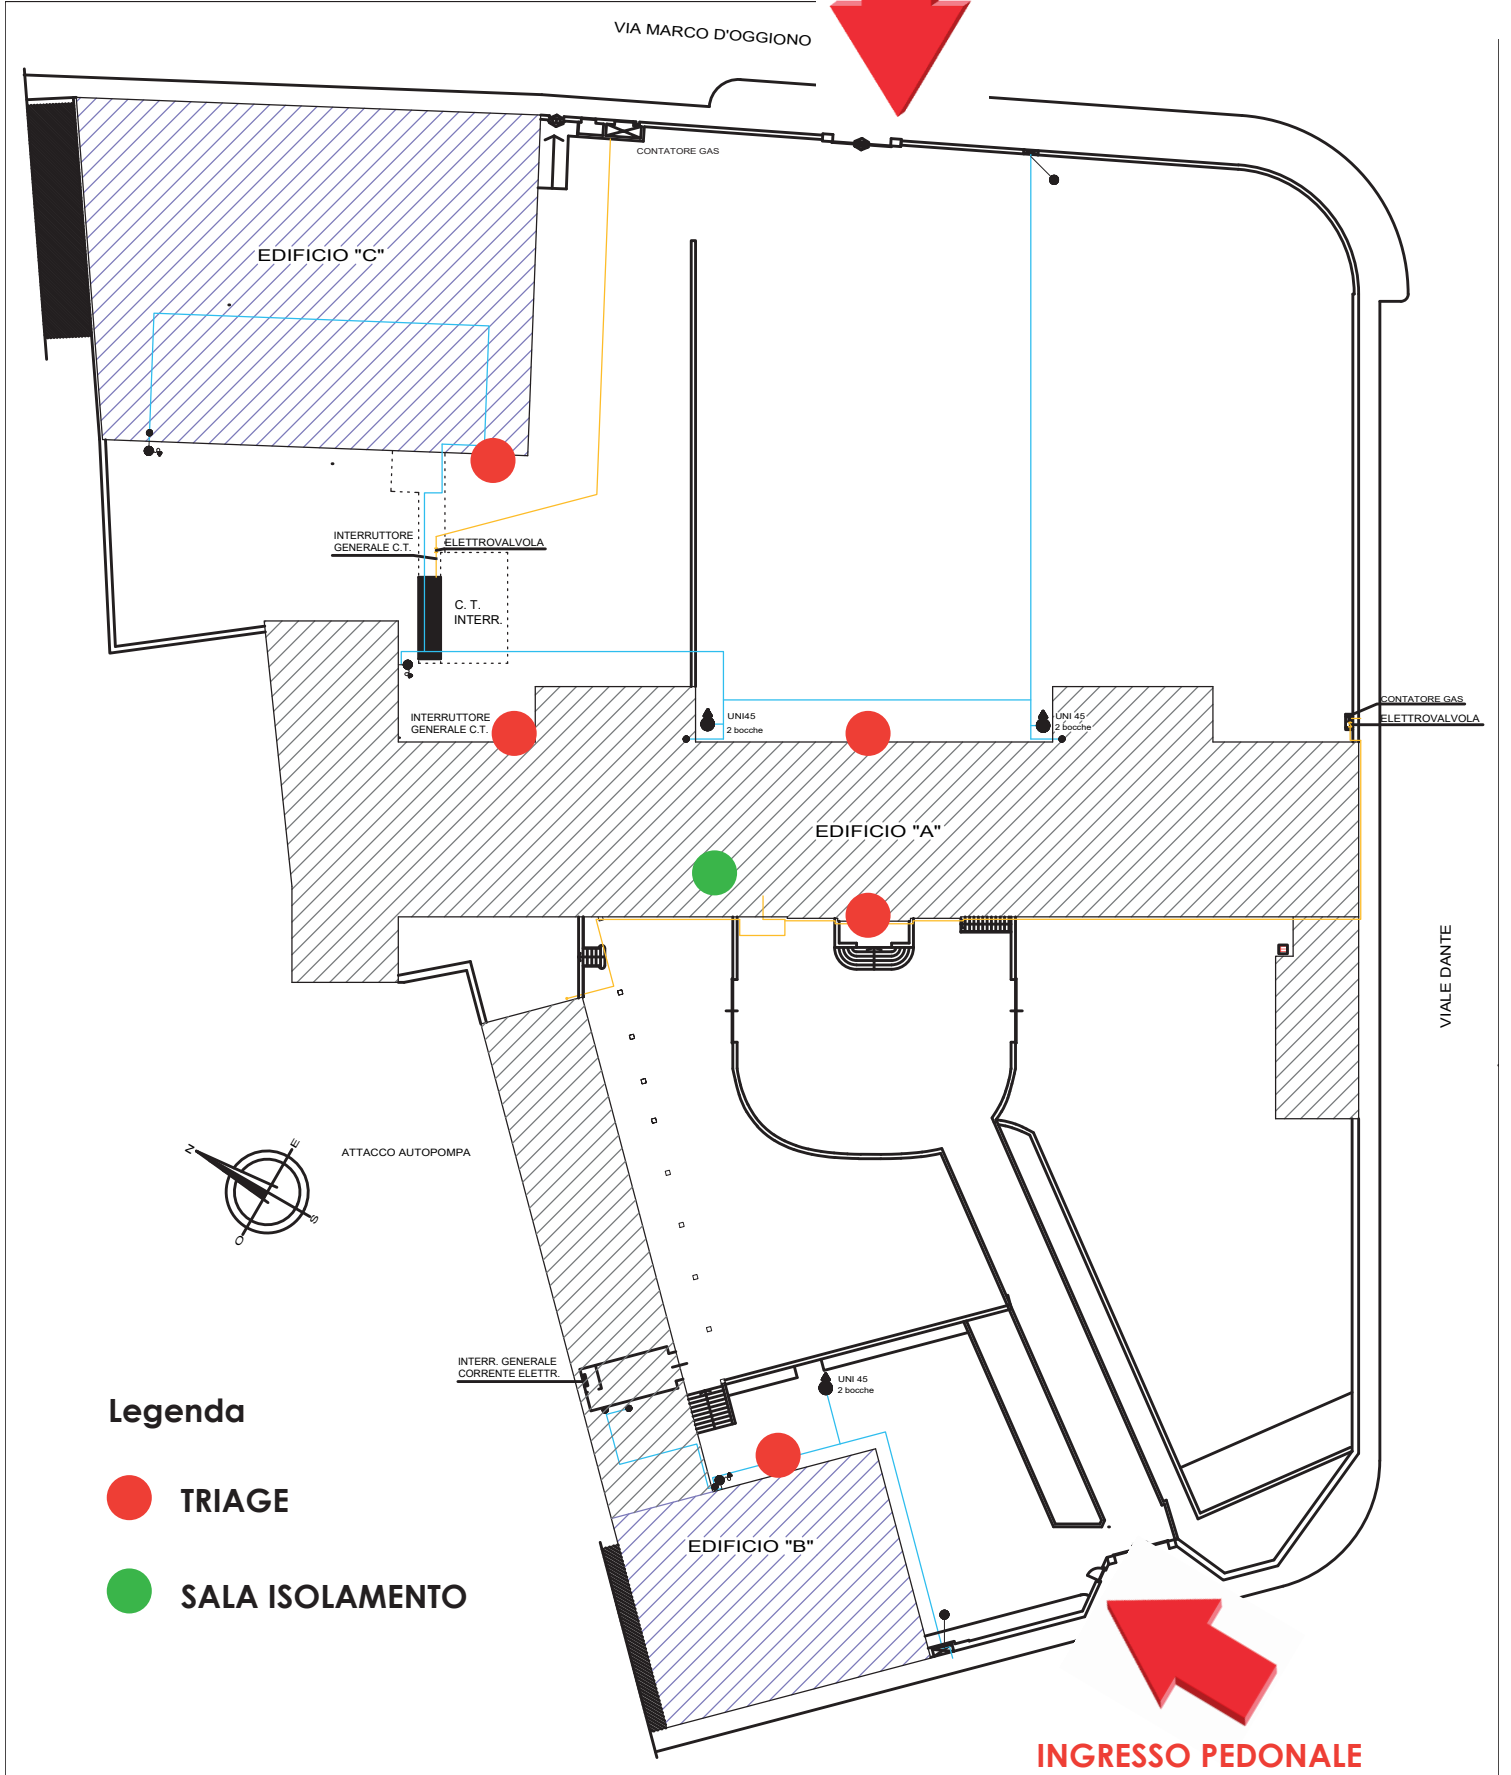 VIA MARCO D'OGGIONO
CONTATORE GAS
EDIFICIO "C"
INTERRUTTORE
GENERALE C.T.
ELETTROVALVOLA
C. T.
INTERR.
INTERRUTTORE
GENERALE C.T.
UNI45
2 bocche
UNI 45
2 bocche
CONTATORE GAS
ELETTROVALVOLA
EDIFICIO "A"
VIALE DANTE
N
E
S
O
ATTACCO AUTOPOMPA
INTERR. GENERALE
CORRENTE ELETTR.
UNI 45
2 bocche
Legenda
TRIAGE
SALA ISOLAMENTO
EDIFICIO "B"
INGRESSO PEDONALE